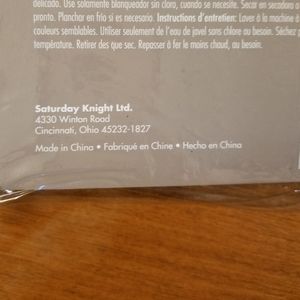 delicado. Use solamente blanqueador sin cloro, cuando se necesite. Secar en secadora a
pronto. Planchar en frío si es necesario. Instructions d'entretien: Laver à la machine à
couleurs semblables. Utiliser seulement de l'eau de javel sans chlore au besoin. Séchez
température. Retirer des que sec. Repasser à fer le moins chaud, au besoin.
Saturday Knight Ltd.
4330 Winton Road
Cincinnati, Ohio 45232-1827
Made in China • Fabriqué en Chine • Hecho en China